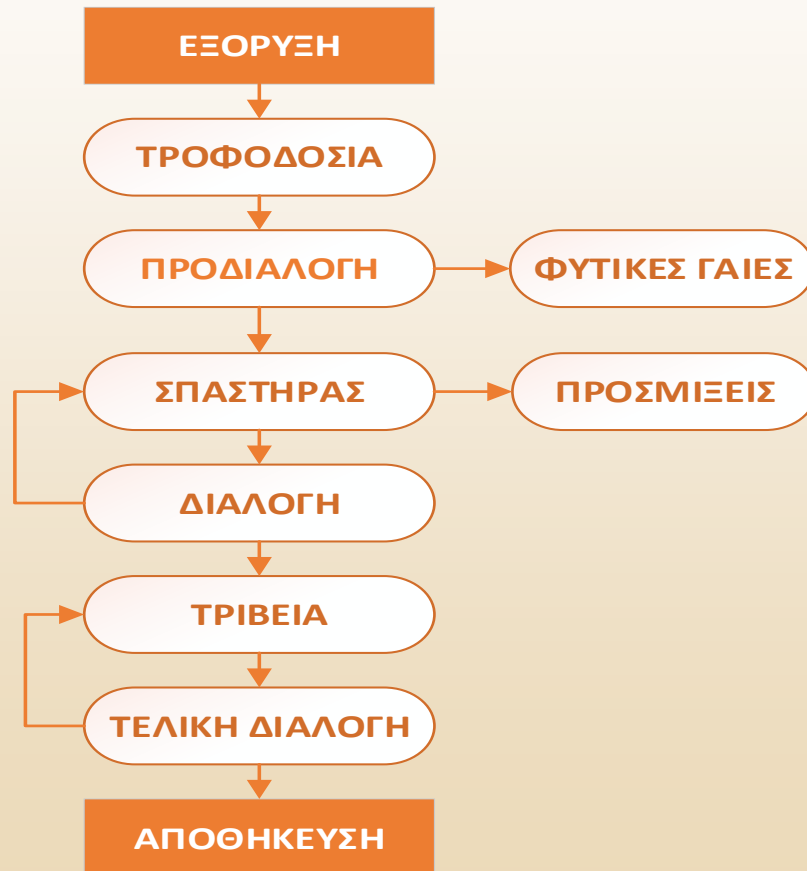 ΕΞΟΡΥΞΗ
ΤΡΟΦΟΔΟΣΙΑ
ΠΡΟΔΙΑΛΟΓΗ
ΦΥΤΙΚΕΣ ΓΑΙΕΣ
ΣΠΑΣΤΗΡΑΣ
ΠΡΟΣΜΙΞΕΙΣ
ΔΙΑΛΟΓΗ
ΤΡΙΒΕΙΑ
ΤΕΛΙΚΗ ΔΙΑΛΟΓΗ
ΑΠΟΘΗΚΕΥΣΗ